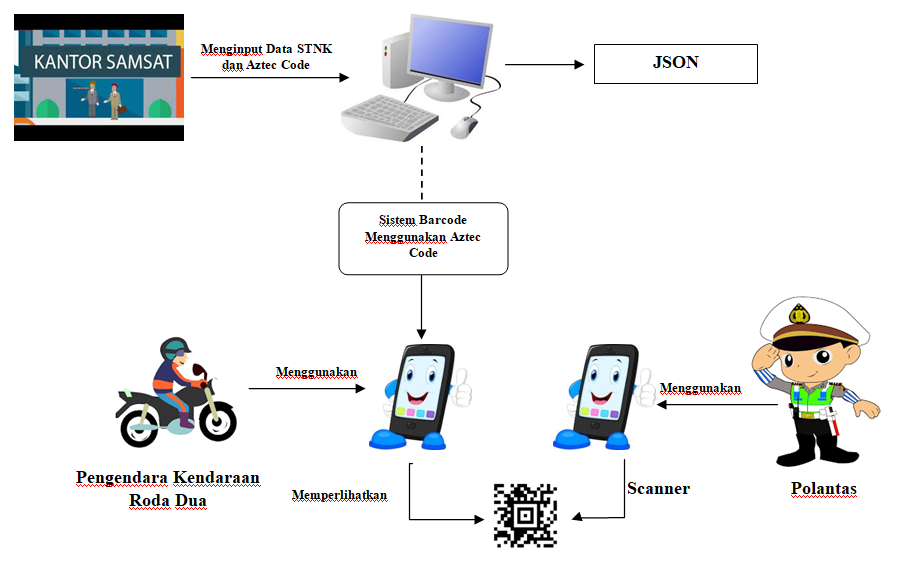 KANTOR SAMSAT
Menginput Data STNK
dan Aztec Code
JSON
Sistem Barcode
Menggunakan Aztec
Code
Menggunakan
Menggunakan
Pengendara Kendaraan
Roda Dua
Memperlihatkan
Scanner
Polantas